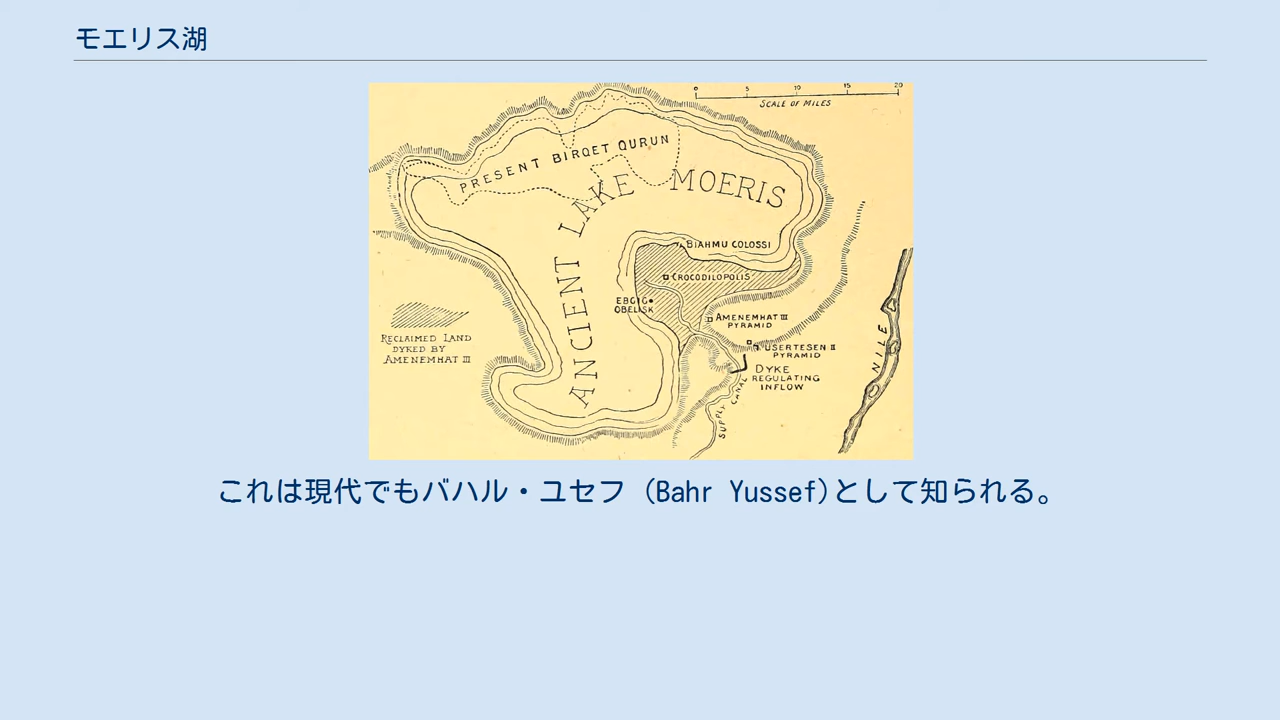 モエリス湖
0 5 10 15 20
SCALE OF MILES
PRESENT BIRQET QURUN
ANCIENT LAKE MOERIS
BIAHMU COLOSSI
CROCODILOPOLIS
EBGIG
OBELISK
AMENEMHAT III
PYRAMID
USERTESEN II
PYRAMID
DYKE
REGULATING
INFLOW
SUPPLY CANAL
NILE
RECLAIMED LAND
DYKED BY
AMENEMHAT III
これは現代でもバハル・ユセフ (Bahr Yussef)として知られる。